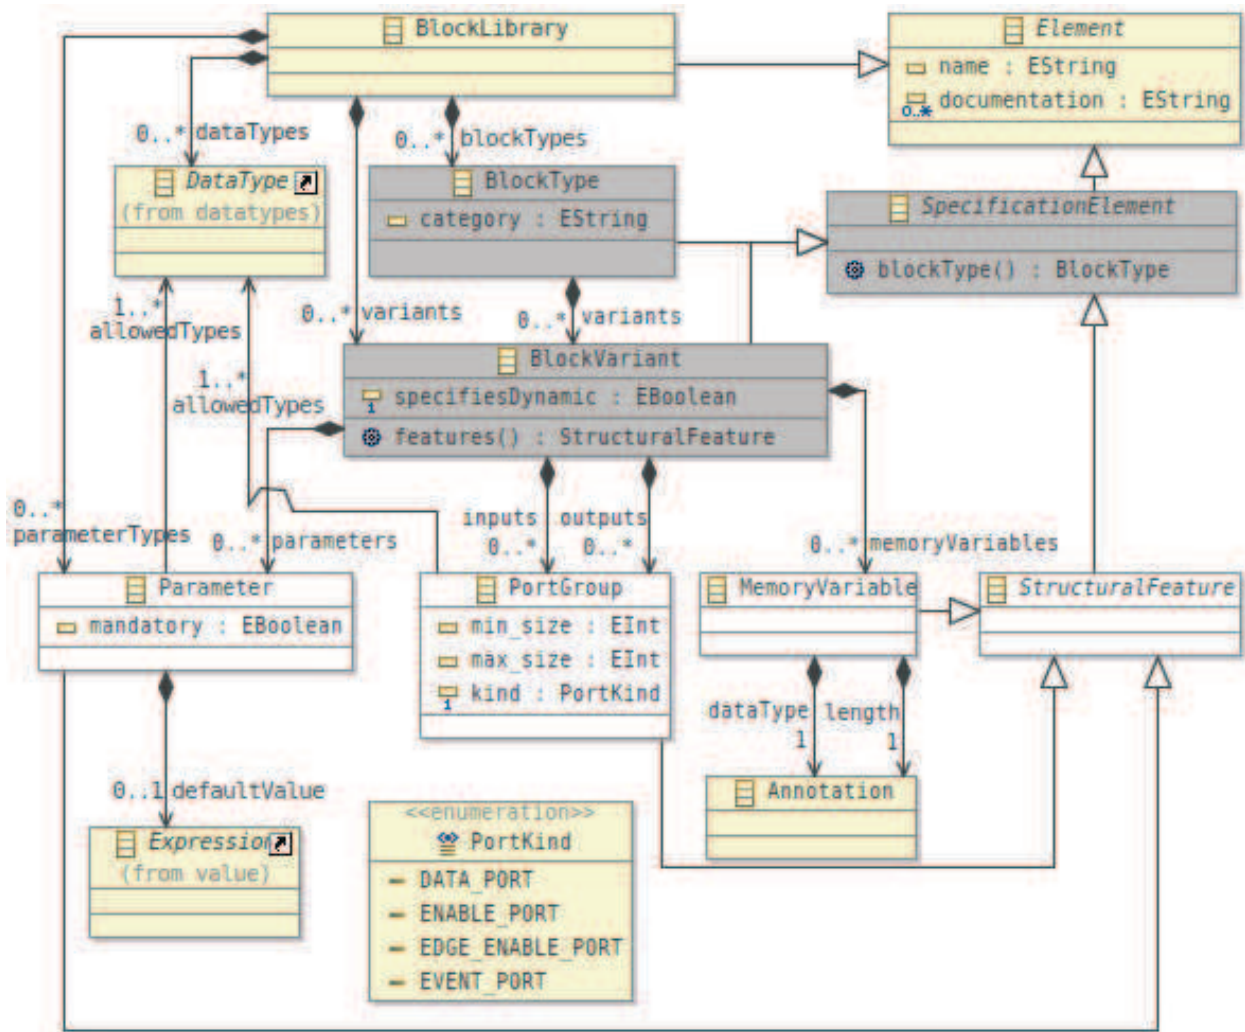 BlockLibrary
Element
name : EString
0..* documentation : EString
0..* dataTypes
0..* blockTypes
DataType
(from datatypes)
BlockType
category : EString
SpecificationElement
blockType() : BlockType
1..*
allowedTypes
0..* variants
0..* variants
1..*
allowedTypes
BlockVariant
specifiesDynamic : EBoolean
1
features() : StructuralFeature
0..*
parameterTypes
0..* parameters
inputs
0..*
outputs
0..*
0..* memoryVariables
Parameter
mandatory : EBoolean
PortGroup
min_size : EInt
max_size : EInt
kind : PortKind
1
MemoryVariable
StructuralFeature
dataType
1
length
1
0..1 defaultValue
Annotation
Expression
(from value)
<<enumeration>>
PortKind
DATA_PORT
ENABLE_PORT
EDGE_ENABLE_PORT
EVENT_PORT